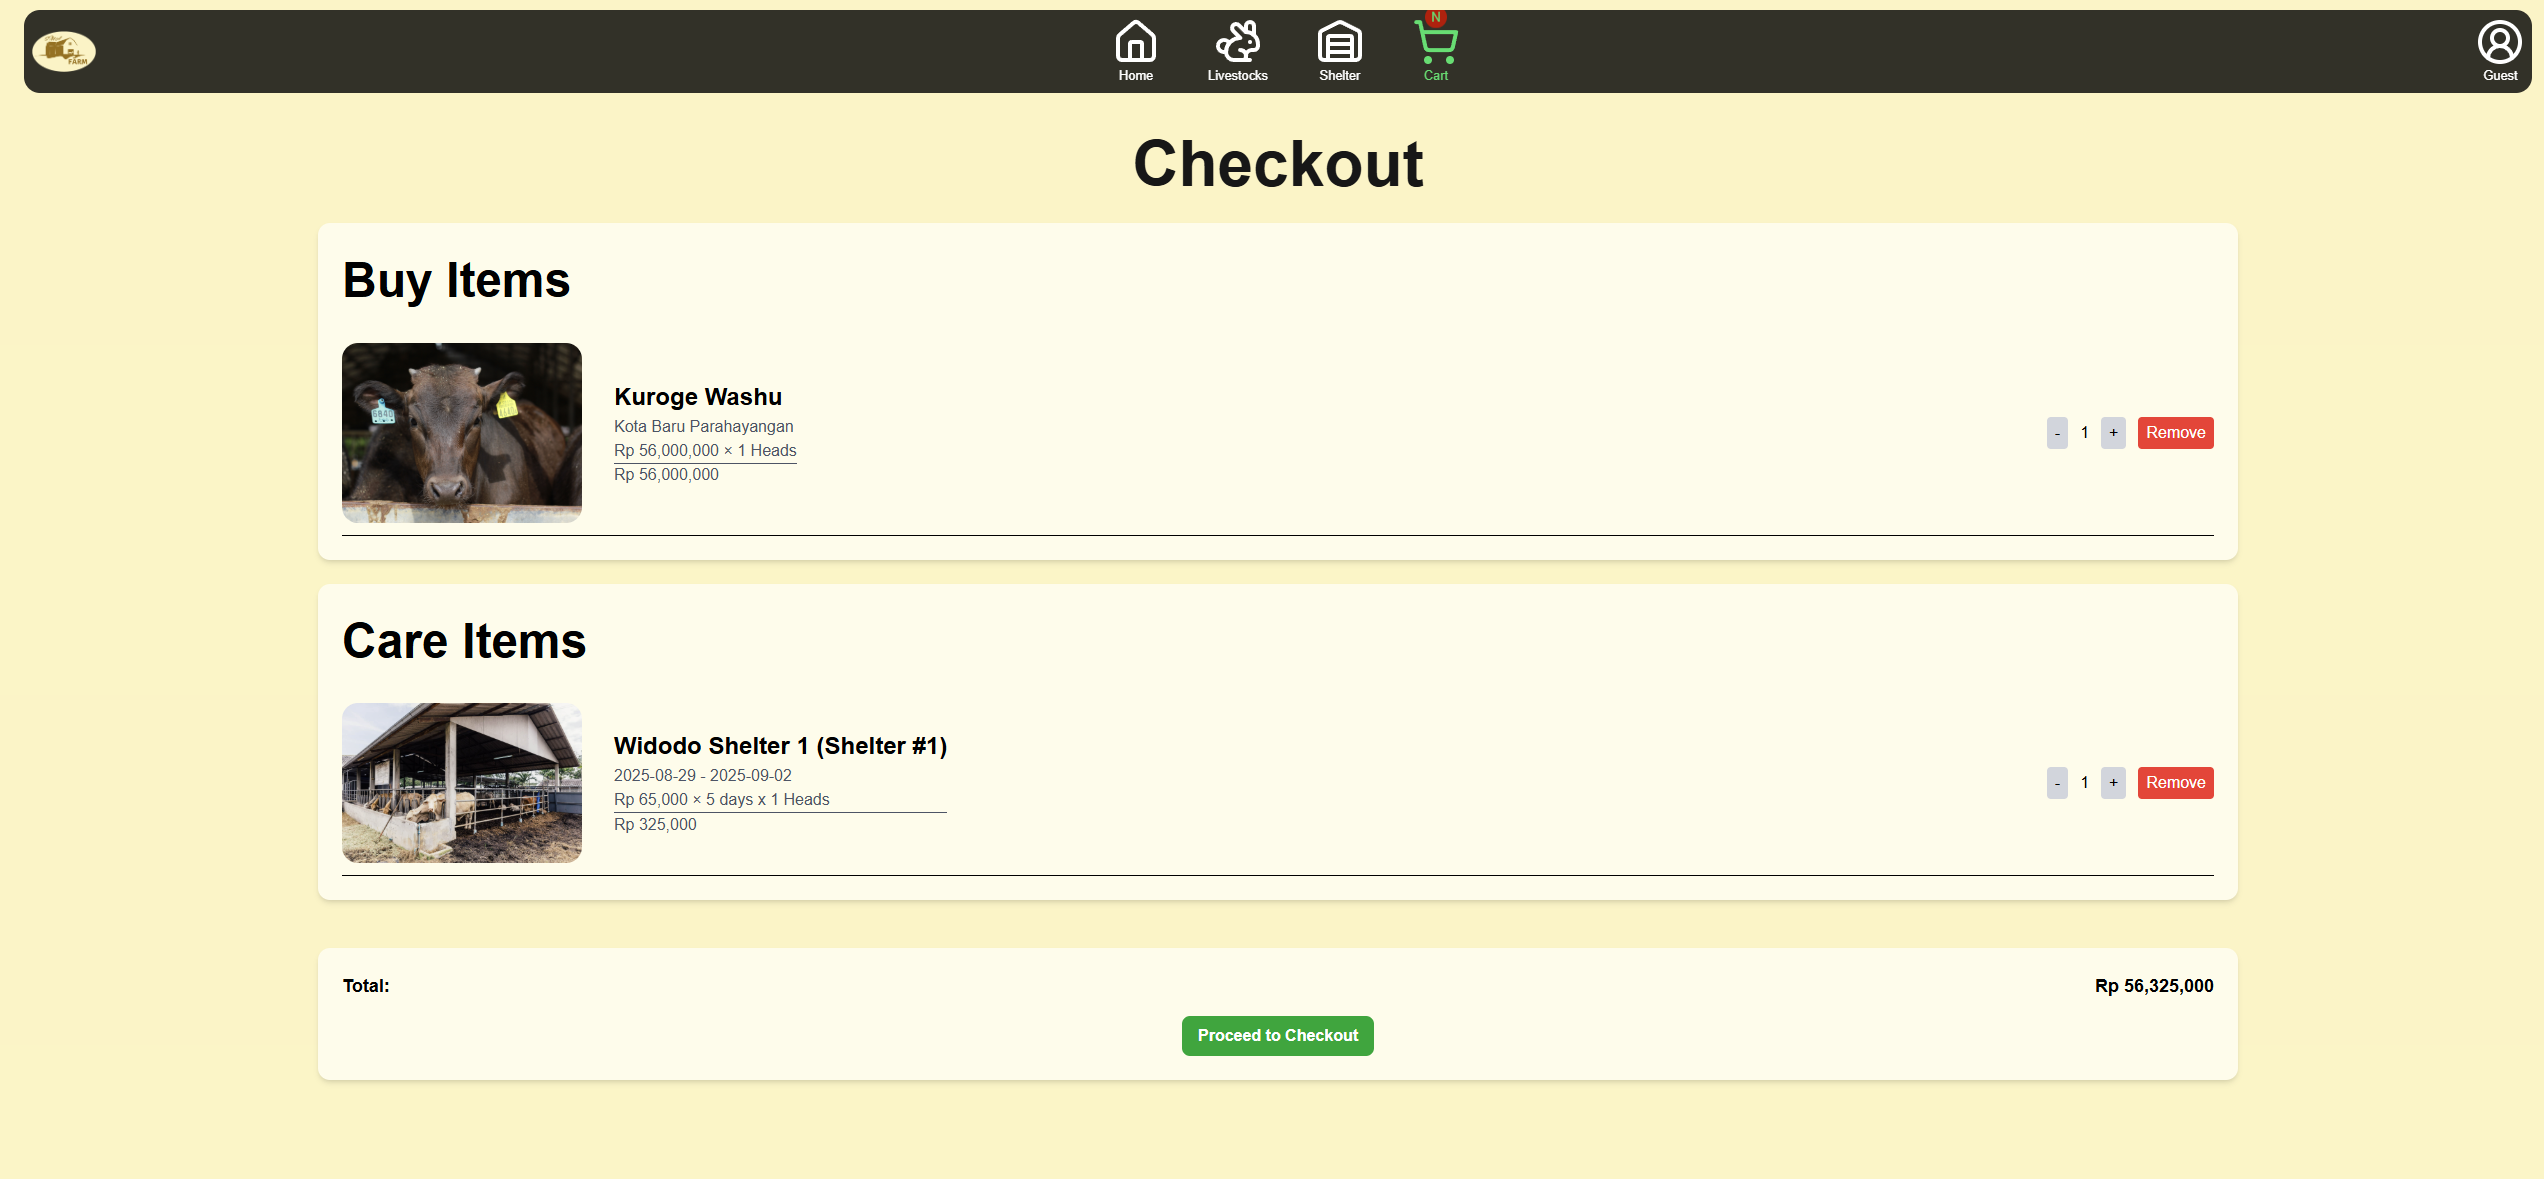 FARM
Home
Livestocks
Shelter
N
Cart
Guest
Checkout
Buy Items
6840
Kuroge Washu
Kota Baru Parahayangan
Rp 56,000,000 × 1 Heads
Rp 56,000,000
- 1 + Remove
Care Items
Widodo Shelter 1 (Shelter #1)
2025-08-29 - 2025-09-02
Rp 65,000 × 5 days x 1 Heads
Rp 325,000
- 1 + Remove
Total: Rp 56,325,000
Proceed to Checkout